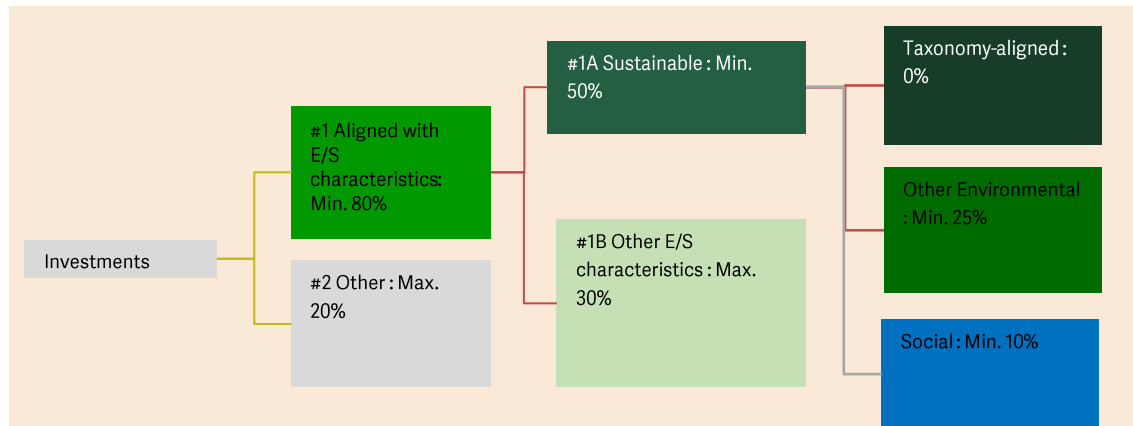 Investments
#1 Aligned with
E/S
characteristics:
Min. 80%
#2 Other : Max.
20%
#1A Sustainable : Min.
50%
#1B Other E/S
characteristics : Max.
30%
Taxonomy-aligned :
0%
Other Environmental
: Min. 25%
Social : Min. 10%